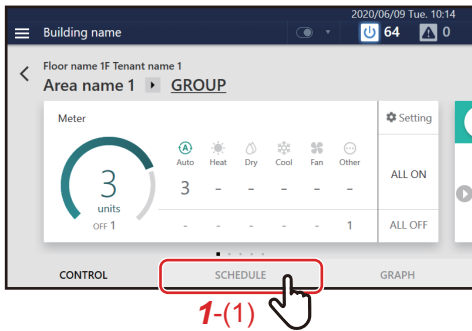 2020/06/09 Tue. 10:14
Building name
64
0
Floor name 1F Tenant name 1
Area name 1
GROUP
Meter
Setting
A
Auto Heat Dry Cool Fan Other
3 - - - - -
3
units
OFF 1
- - - - - 1
ALL ON
ALL OFF
CONTROL
SCHEDULE
GRAPH
1-(1)